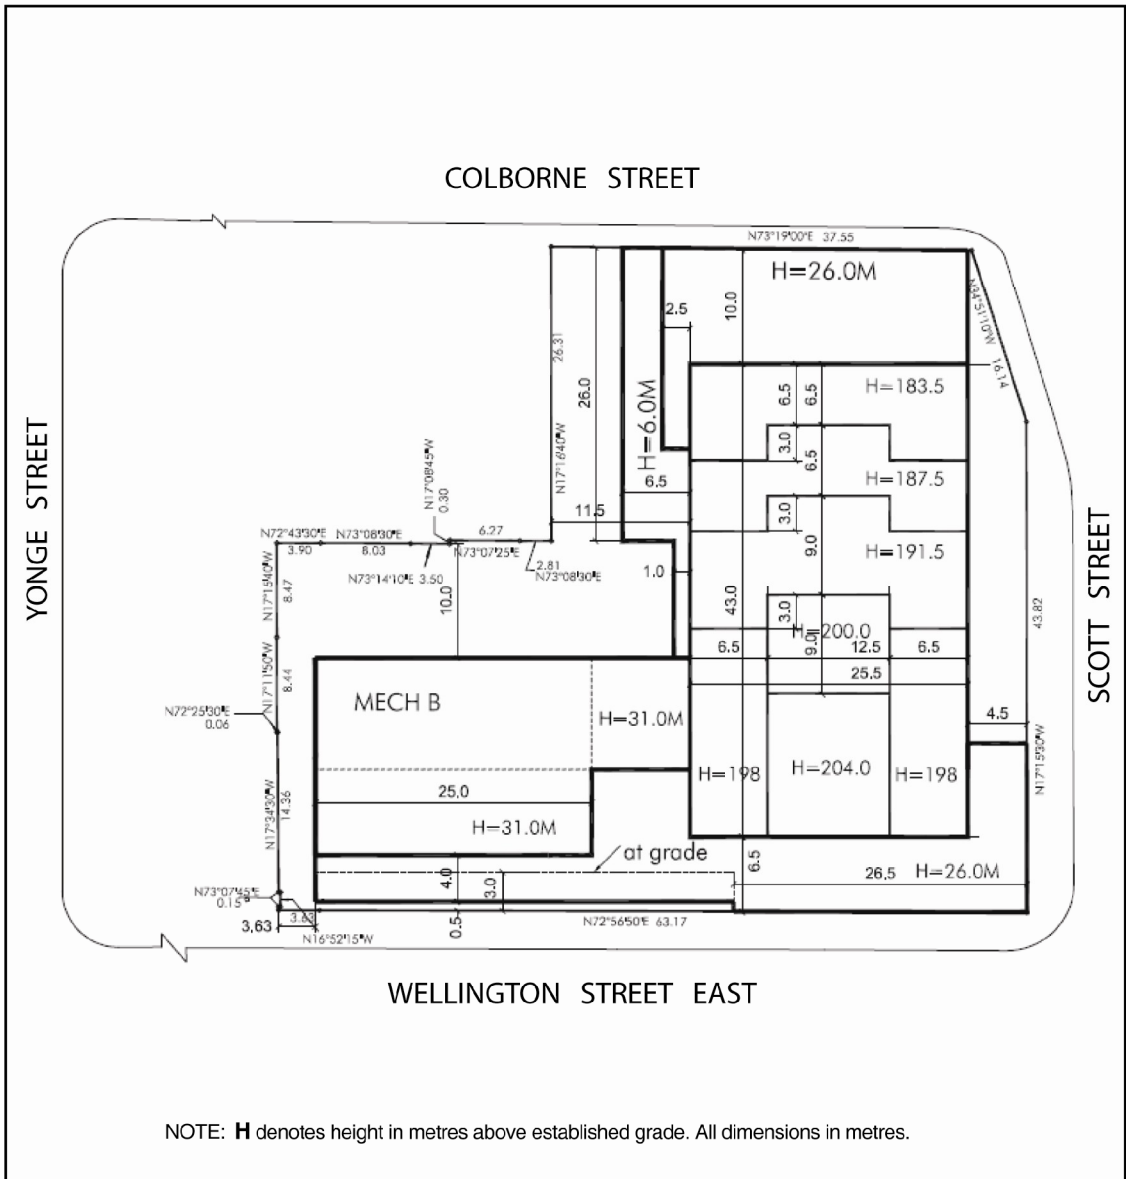 COLBORNE STREET
N73°19'00"E 37.55
H=26.0M
2.5
10.0
N34°51'10"W
16.14
26.31
26.0
H=6.0M
6.5
6.5
H=183.5
3.0
6.5
H=187.5
YONGE STREET
N17°16'40"W
N17°08'45"W
0.30
6.5
11.5
3.0
9.0
H=191.5
SCOTT STREET
N72°43'30"E
3.90
N73°08'30"E
8.03
6.27
N73°07'25"E
2.81
N73°08'30"E
N73°14'10"E 3.50
1.0
43.0
10.0
N17°15'40"W
8.47
3.0
H=200.0
9.0
43.82
6.5
12.5
6.5
25.5
N17°11'50"W
8.44
MECH B
N72°25'30"E
0.06
H=31.0M
4.5
N17°15'30"W
H=198
H=204.0
H=198
25.0
N17°34'30"W
14.36
H=31.0M
at grade
6.5
4.0
3.0
26.5
H=26.0M
N73°07'45"E
0.15
3.63
3.63
N16°52'15"W
0.5
N72°56'50"E 63.17
WELLINGTON STREET EAST
NOTE: H denotes height in metres above established grade. All dimensions in metres.